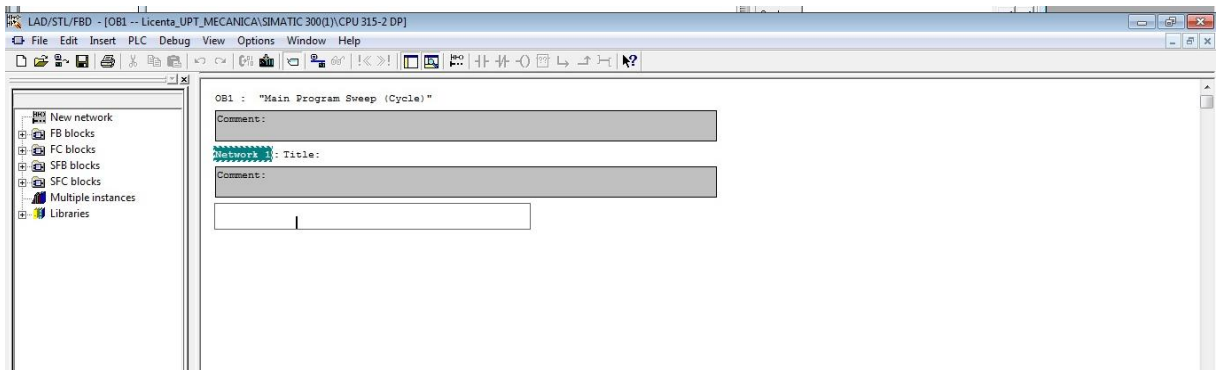 LAD/STL/FBD - [OB1 -- Licenta_UPT_MECANICA\SIMATIC 300(1)\CPU 315-2 DP]
File Edit Insert PLC Debug View Options Window Help
OB1 : "Main Program Sweep (Cycle)"
Comment:
Network 1: Title:
Comment:
New network
FB blocks
FC blocks
SFB blocks
SFC blocks
Multiple instances
Libraries